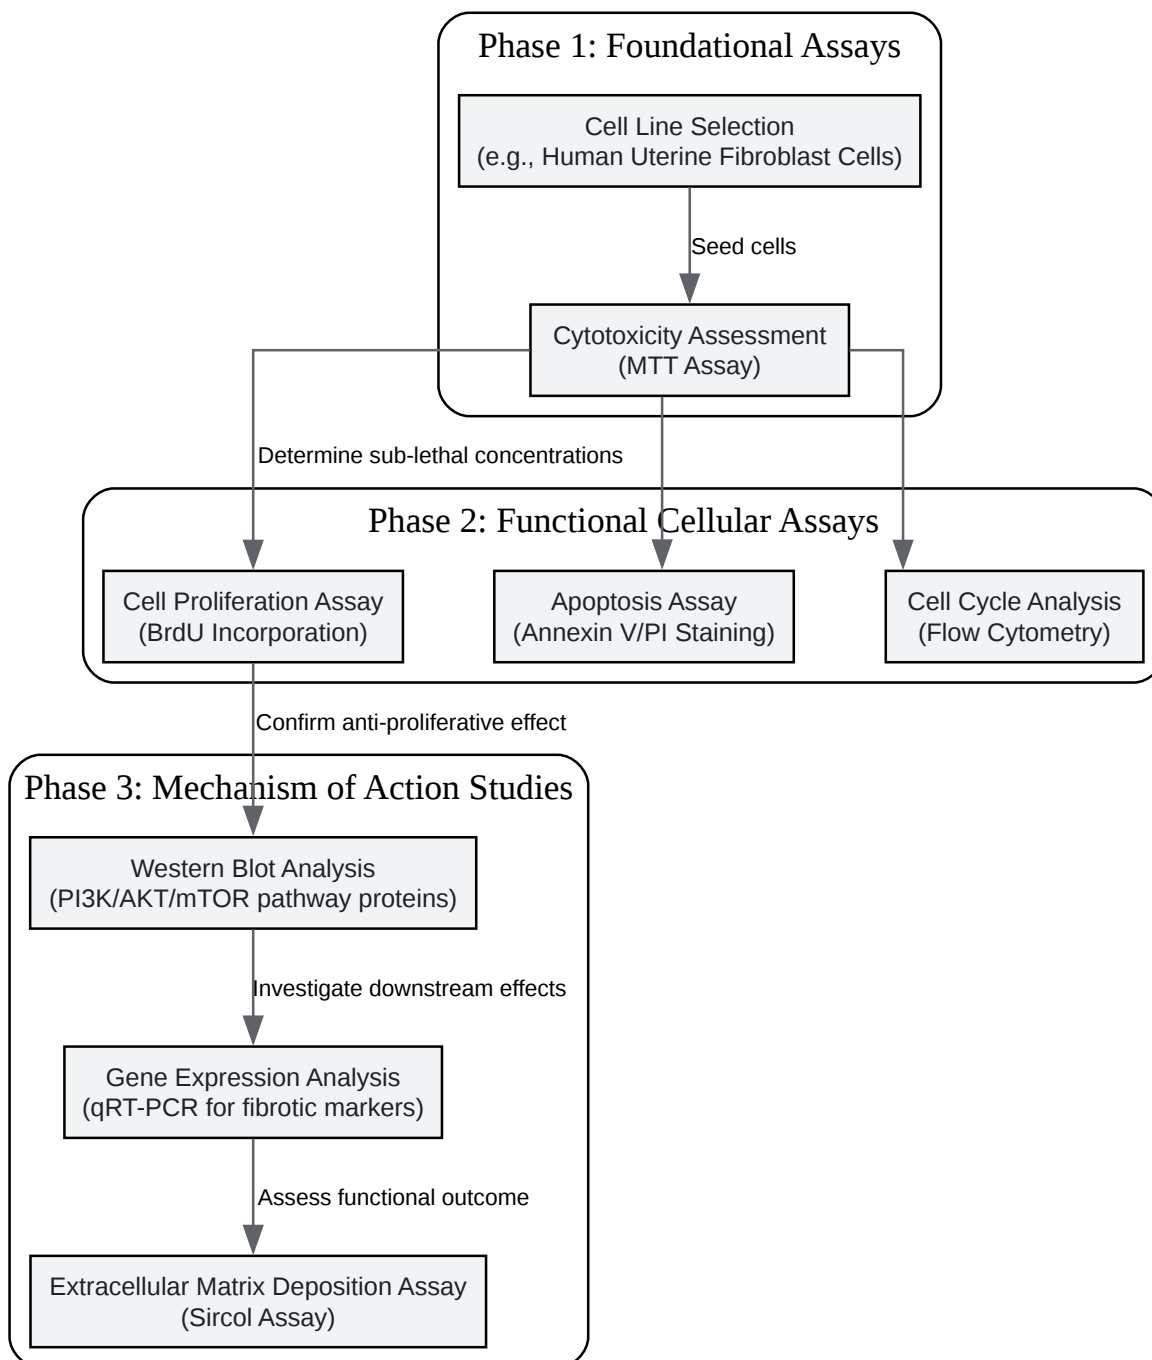 Phase 1: Foundational Assays
Cell Line Selection
(e.g., Human Uterine Fibroblast Cells)
Seed cells
Cytotoxicity Assessment
(MTT Assay)
Determine sub-lethal concentrations
Phase 2: Functional Cellular Assays
Cell Proliferation Assay
(BrdU Incorporation)
Apoptosis Assay
(Annexin V/PI Staining)
Cell Cycle Analysis
(Flow Cytometry)
Confirm anti-proliferative effect
Phase 3: Mechanism of Action Studies
Western Blot Analysis
(PI3K/AKT/mTOR pathway proteins)
Investigate downstream effects
Gene Expression Analysis
(qRT-PCR for fibrotic markers)
Assess functional outcome
Extracellular Matrix Deposition Assay
(Sircol Assay)